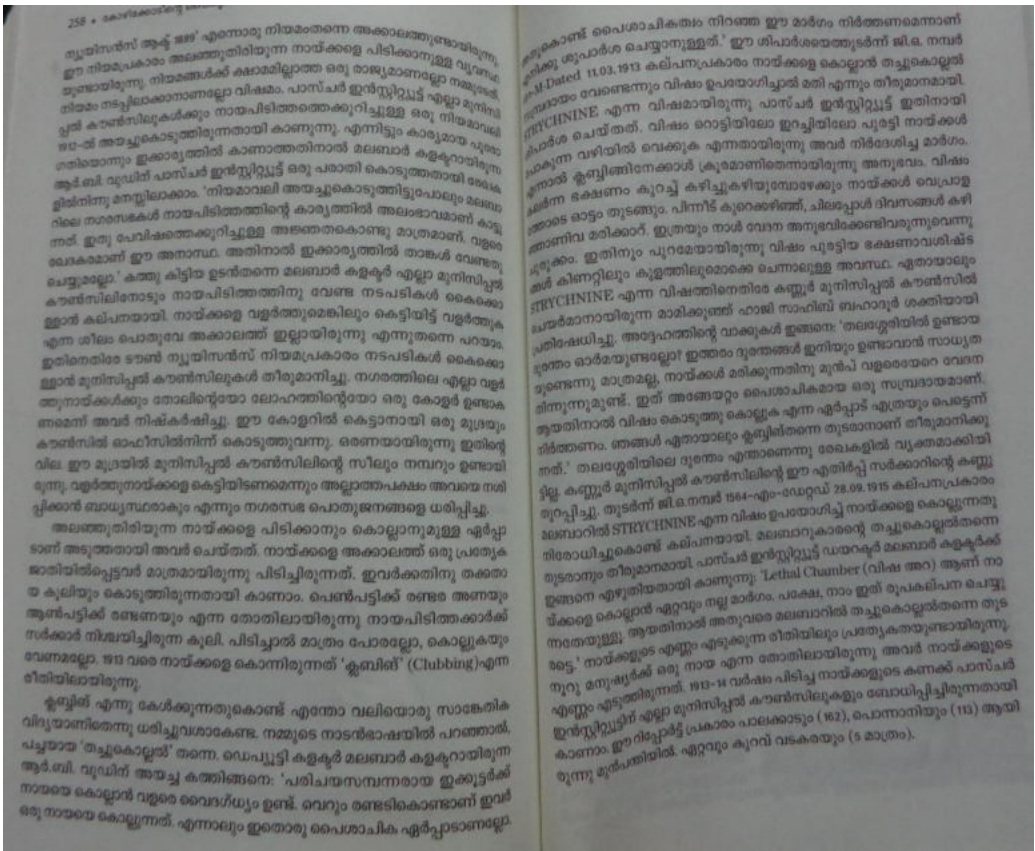 258 ● കോഴിക്കോടിന്റെ
ന്യൂയിസൻസ് ആക്ട് 1889' എന്നൊരു നിയമംതന്നെ അക്കാലത്തുണ്ടായിരുന്നു.
ഈ നിയമപ്രകാരം അലഞ്ഞുതിരിയുന്ന നായ്ക്കളെ പിടിക്കാനുള്ള വ്യവസ്ഥ
യുണ്ടായിരുന്നു. നിയമങ്ങൾക്ക് ക്ഷാമമില്ലാത്ത ഒരു രാജ്യമാണല്ലോ നമ്മുടേത്.
നിയമം നടപ്പിലാക്കാനാണല്ലോ വിഷമം. പാസ്ചർ ഇൻസ്റ്റിറ്റ്യൂട്ട് എല്ലാ മുനിസി
പ്പൽ കൗൺസിലുകൾക്കും നായപിടിത്തത്തെക്കുറിച്ചുള്ള ഒരു നിയമാവലി
1912-ൽ അയച്ചുകൊടുത്തിരുന്നതായി കാണുന്നു. എന്നിട്ടും കാര്യമായ പുരോ
ഗതിയൊന്നും ഇക്കാര്യത്തിൽ കാണാത്തതിനാൽ മലബാർ കളക്ടറായിരുന്ന
ആർ.ബി. വുഡിന് പാസ്ചർ ഇൻസ്റ്റിറ്റ്യൂട്ട് ഒരു പരാതി കൊടുത്തതായി രേഖക
ളിൽനിന്നു മനസ്സിലാക്കാം. 'നിയമാവലി അയച്ചുകൊടുത്തിട്ടുപോലും മലബാ
റിലെ നഗരസഭകൾ നായപിടിത്തത്തിന്റെ കാര്യത്തിൽ അലംഭാവമാണ് കാട്ടു
ന്നത്. ഇതു പേവിഷത്തെക്കുറിച്ചുള്ള അജ്ഞതകൊണ്ടു മാത്രമാണ്. വളരെ
ഖേദകരമാണ് ഈ അനാസ്ഥ. അതിനാൽ ഇക്കാര്യത്തിൽ താങ്കൾ വേണ്ടതു
ചെയ്യുമല്ലോ.' കത്തു കിട്ടിയ ഉടൻതന്നെ മലബാർ കളക്ടർ എല്ലാ മുനിസിപ്പൽ
കൗൺസിലിനോടും നായപിടിത്തത്തിനു വേണ്ട നടപടികൾ കൈക്കൊ
ള്ളാൻ കല്പനയായി. നായ്ക്കളെ വളർത്തുമെങ്കിലും കെട്ടിയിട്ട് വളർത്തുക
എന്ന ശീലം പൊതുവേ അക്കാലത്ത് ഇല്ലായിരുന്നു എന്നുതന്നെ പറയാം.
ഇതിനെതിരേ ടൗൺ ന്യൂയിസൻസ് നിയമപ്രകാരം നടപടികൾ കൈക്കൊ
ള്ളാൻ മുനിസിപ്പൽ കൗൺസിലുകൾ തീരുമാനിച്ചു. നഗരത്തിലെ എല്ലാ വളർ
ത്തുനായ്ക്കൾക്കും തോലിന്റെയോ ലോഹത്തിന്റെയോ ഒരു കോളർ ഉണ്ടാക
ണമെന്ന് അവർ നിഷ്കർഷിച്ചു. ഈ കോളറിൽ കെട്ടാനായി ഒരു മുദ്രയും
കൗൺസിൽ ഓഫീസിൽനിന്ന് കൊടുത്തുവന്നു. ഒരണയായിരുന്നു ഇതിന്റെ
വില. ഈ മുദ്രയിൽ മുനിസിപ്പൽ കൗൺസിലിന്റെ സീലും നമ്പറും ഉണ്ടായി
രുന്നു. വളർത്തുനായ്ക്കളെ കെട്ടിയിടണമെന്നും അല്ലാത്തപക്ഷം അവയെ നശി
പ്പിക്കാൻ ബാധ്യസ്ഥരാകും എന്നും നഗരസഭ പൊതുജനങ്ങളെ ധരിപ്പിച്ചു.
അലഞ്ഞുതിരിയുന്ന നായ്ക്കളെ പിടിക്കാനും കൊല്ലാനുമുള്ള ഏർപ്പാ
ടാണ് അടുത്തതായി അവർ ചെയ്തത്. നായ്ക്കളെ അക്കാലത്ത് ഒരു പ്രത്യേക
ജാതിയിൽപ്പെട്ടവർ മാത്രമായിരുന്നു പിടിച്ചിരുന്നത്. ഇവർക്കതിനു തക്കതാ
യ കൂലിയും കൊടുത്തിരുന്നതായി കാണാം. പെൺപട്ടിക്ക് രണ്ടര അണയും
ആൺപട്ടിക്ക് രണ്ടണയും എന്ന തോതിലായിരുന്നു നായപിടിത്തക്കാർക്ക്
സർക്കാർ നിശ്ചയിച്ചിരുന്ന കൂലി. പിടിച്ചാൽ മാത്രം പോരല്ലോ, കൊല്ലുകയും
വേണമല്ലോ. 1913 വരെ നായ്ക്കളെ കൊന്നിരുന്നത് 'ക്ലബിങ്' (Clubbing)എന്ന
രീതിയിലായിരുന്നു.
ക്ലബ്ബിങ് എന്നു കേൾക്കുന്നതുകൊണ്ട് എന്തോ വലിയൊരു സാങ്കേതിക
വിദ്യയാണിതെന്നു ധരിച്ചുവശാകേണ്ട. നമ്മുടെ നാടൻഭാഷയിൽ പറഞ്ഞാൽ,
പച്ചയായ 'തച്ചുകൊല്ലൽ' തന്നെ. ഡെപ്യൂട്ടി കളക്ടർ മലബാർ കളക്ടറായിരുന്ന
ആർ.ബി. വുഡിന് അയച്ച കത്തിങ്ങനെ: 'പരിചയസമ്പന്നരായ ഇക്കൂട്ടർക്ക്
നായയെ കൊല്ലാൻ വളരെ വൈദഗ്ധ്യം ഉണ്ട്. വെറും രണ്ടടികൊണ്ടാണ് ഇവർ
ഒരു നായയെ കൊല്ലുന്നത്. എന്നാലും ഇതൊരു പൈശാചിക ഏർപ്പാടാണല്ലോ.
പൈശാചികത്വം നിറഞ്ഞ ഈ മാർഗം നിർത്തണമെന്നാണ്
ശുപാർശ ചെയ്യാനുള്ളത്.' ഈ ശിപാർശയെത്തുടർന്ന് ജി.ഒ. നമ്പർ
Dated 11.03.1913 കല്പനപ്രകാരം നായ്ക്കളെ കൊല്ലാൻ തച്ചുകൊല്ലൽ
സമ്പ്രദായം വേണ്ടെന്നും വിഷം ഉപയോഗിച്ചാൽ മതി എന്നും തീരുമാനമായി.
STRYCHNINE എന്ന വിഷമായിരുന്നു പാസ്ചർ ഇൻസ്റ്റിറ്റ്യൂട്ട് ഇതിനായി
ശിപാർശ ചെയ്തത്. വിഷം റൊട്ടിയിലോ ഇറച്ചിയിലോ പുരട്ടി നായ്ക്കൾ
പോകുന്ന വഴിയിൽ വെക്കുക എന്നതായിരുന്നു അവർ നിർദേശിച്ച മാർഗം.
എന്നാൽ ക്ലബ്ബിങ്ങിനേക്കാൾ ക്രൂരമാണിതെന്നായിരുന്നു അനുഭവം. വിഷം
കലർന്ന ഭക്ഷണം കുറച്ച് കഴിച്ചുകഴിയുമ്പോഴേക്കും നായ്ക്കൾ വെപ്രാള
ത്തോടെ ഓട്ടം തുടങ്ങും. പിന്നീട് കുറെക്കഴിഞ്ഞ്, ചിലപ്പോൾ ദിവസങ്ങൾ കഴി
ഞ്ഞാണിവ മരിക്കാറ്. ഇത്രയും നാൾ വേദന അനുഭവിക്കേണ്ടിവരുന്നുവെന്നു
ചുരുക്കം. ഇതിനും പുറമേയായിരുന്നു വിഷം പുരട്ടിയ ഭക്ഷണാവശിഷ്ട
ങ്ങൾ കിണറ്റിലും കുളത്തിലുമൊക്കെ ചെന്നാലുള്ള അവസ്ഥ. ഏതായാലും
STRYCHNINE എന്ന വിഷത്തിനെതിരേ കണ്ണൂർ മുനിസിപ്പൽ കൗൺസിൽ
ചെയർമാനായിരുന്ന മാമിക്കുഞ്ഞ് ഹാജി സാഹിബ് ബഹാദൂർ ശക്തിയായി
പ്രതിഷേധിച്ചു. അദ്ദേഹത്തിന്റെ വാക്കുകൾ ഇങ്ങനെ: 'തലശ്ശേരിയിൽ ഉണ്ടായ
ദുരന്തം ഓർമയുണ്ടല്ലോ? ഇത്തരം ദുരന്തങ്ങൾ ഇനിയും ഉണ്ടാവാൻ സാധ്യത
യുണ്ടെന്നു മാത്രമല്ല, നായ്ക്കൾ മരിക്കുന്നതിനു മുൻപ് വളരെയേറെ വേദന
തിന്നുന്നുമുണ്ട്. ഇത് അങ്ങേയറ്റം പൈശാചികമായ ഒരു സമ്പ്രദായമാണ്.
ആയതിനാൽ വിഷം കൊടുത്തു കൊല്ലുക എന്ന ഏർപ്പാട് എത്രയും പെട്ടെന്ന്
നിർത്തണം. ഞങ്ങൾ ഏതായാലും ക്ലബ്ബിങ്തന്നെ തുടരാനാണ് തീരുമാനിക്കു
ന്നത്.' തലശ്ശേരിയിലെ ദുരന്തം എന്താണെന്നു രേഖകളിൽ വ്യക്തമാക്കിയി
ട്ടില്ല. കണ്ണൂർ മുനിസിപ്പൽ കൗൺസിലിന്റെ ഈ എതിർപ്പ് സർക്കാറിന്റെ കണ്ണു
തുറപ്പിച്ചു. തുടർന്ന് ജി.ഒ.നമ്പർ 1564-എം-ഡേറ്റഡ് 28.09.1915 കല്പനപ്രകാരം
മലബാറിൽ STRYCHNINE എന്ന വിഷം ഉപയോഗിച്ച് നായ്ക്കളെ കൊല്ലുന്നതു
നിരോധിച്ചുകൊണ്ട് കല്പനയായി. മലബാറുകാരന്റെ തച്ചുകൊല്ലൽതന്നെ
തുടരാനും തീരുമാനമായി. പാസ്ചർ ഇൻസ്റ്റിറ്റ്യൂട്ട് ഡയറക്ടർ മലബാർ കളക്ടർക്ക്
ഇങ്ങനെ എഴുതിയതായി കാണുന്നു: 'Lethal Chamber (വിഷ അറ) ആണ് നാ
യ്ക്കളെ കൊല്ലാൻ ഏറ്റവും നല്ല മാർഗം. പക്ഷേ, നാം ഇത് രൂപകല്പന ചെയ്തു
ന്നതേയുള്ളൂ. ആയതിനാൽ അതുവരെ മലബാറിൽ തച്ചുകൊല്ലൽതന്നെ തുട
രട്ടെ.' നായ്ക്കളുടെ എണ്ണം എടുക്കുന്ന രീതിയിലും പ്രത്യേകതയുണ്ടായിരുന്നു.
നൂറു മനുഷ്യർക്ക് ഒരു നായ എന്ന തോതിലായിരുന്നു അവർ നായ്ക്കളുടെ
എണ്ണം എടുത്തിരുന്നത്. 1913-14 വർഷം പിടിച്ച നായ്ക്കളുടെ കണക്ക് പാസ്ചർ
ഇൻസ്റ്റിറ്റ്യൂട്ടിന് എല്ലാ മുനിസിപ്പൽ കൗൺസിലുകളും ബോധിപ്പിച്ചിരുന്നതായി
കാണാം. ഈ റിപ്പോർട്ട് പ്രകാരം പാലക്കാടും (162), പൊന്നാനിയും (113) ആയി
രുന്നു മുൻപന്തിയിൽ. ഏറ്റവും കുറവ് വടകരയും (5 മാത്രം).